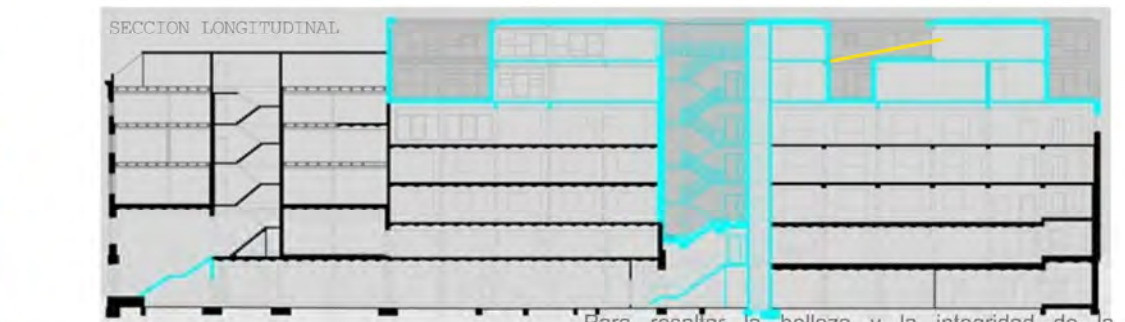 SECCION LONGITUDINAL
Para resaltar la belleza y la integridad de la